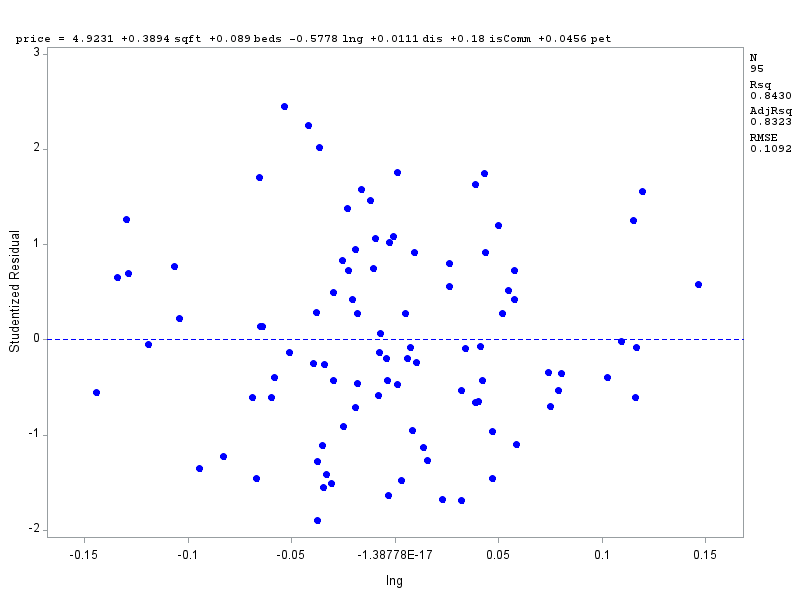 price = 4.9231 +0.3894 sqft +0.089 beds -0.5778 lng +0.0111 dis +0.18 isComm +0.0456 pet
N
95
Rsq
0.8430
AdjRsq
0.8323
RMSE
0.1092
3
2
1
0
-1
-2
Studentized Residual
-0.15
-0.1
-0.05
-1.38778E-17
0.05
0.1
0.15
lng